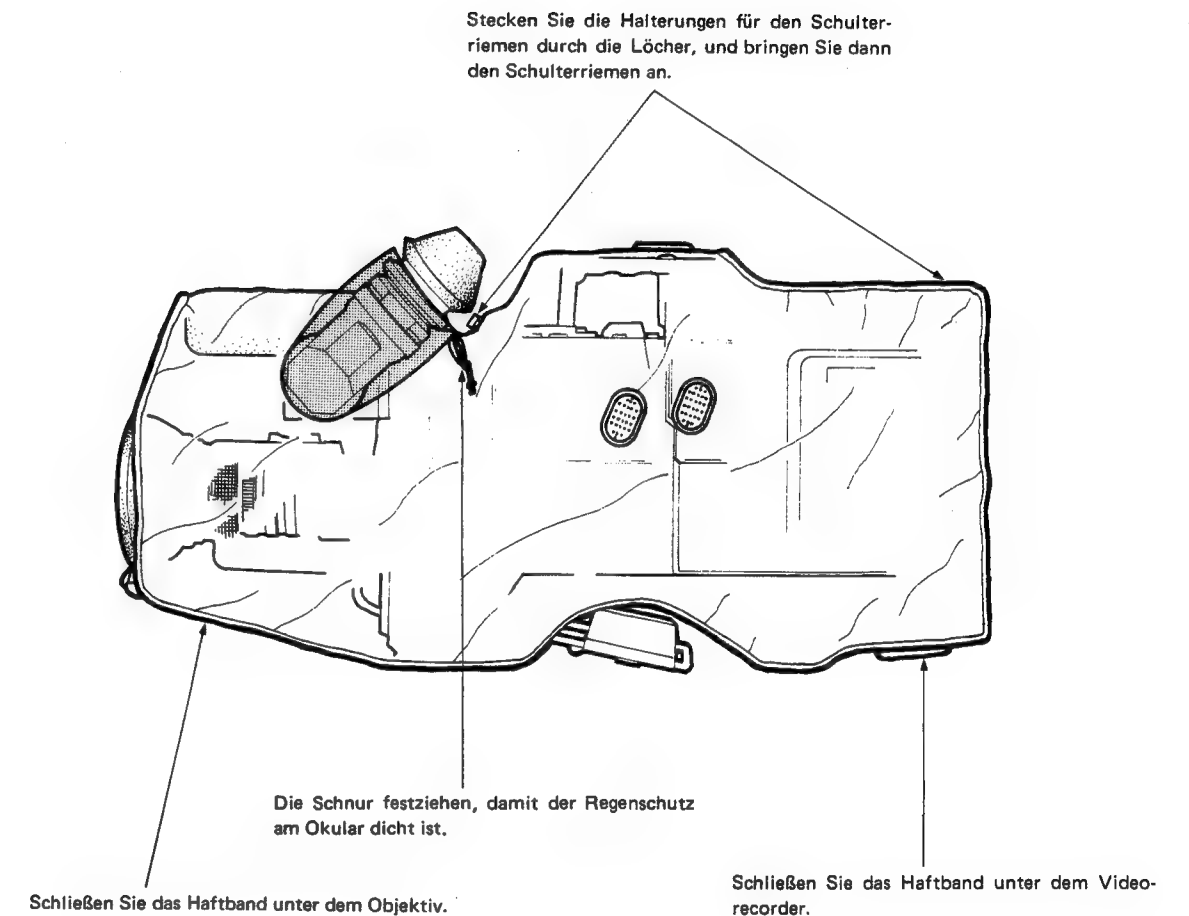 Stecken Sie die Halterungen für den Schulter-
riemen durch die Löcher, und bringen Sie dann
den Schulterriemen an.
Die Schnur festziehen, damit der Regenschutz
am Okular dicht ist.
Schließen Sie das Haftband unter dem Objektiv.
Schließen Sie das Haftband unter dem Video-
recorder.